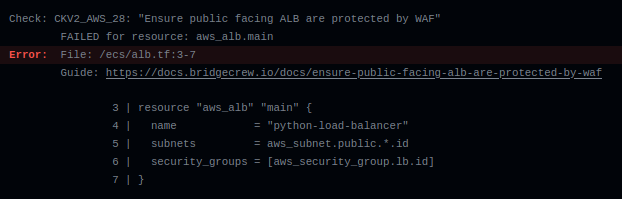 Check: CKV2_AWS_28: "Ensure public facing ALB are protected by WAF"
FAILED for resource: aws_alb.main
Error: File: /ecs/alb.tf:3-7
Guide: https://docs.bridgecrew.io/docs/ensure-public-facing-alb-are-protected-by-waf
3 | resource "aws_alb" "main" {
4 |   name            = "python-load-balancer"
5 |   subnets         = aws_subnet.public.*.id
6 |   security_groups = [aws_security_group.lb.id]
7 | }